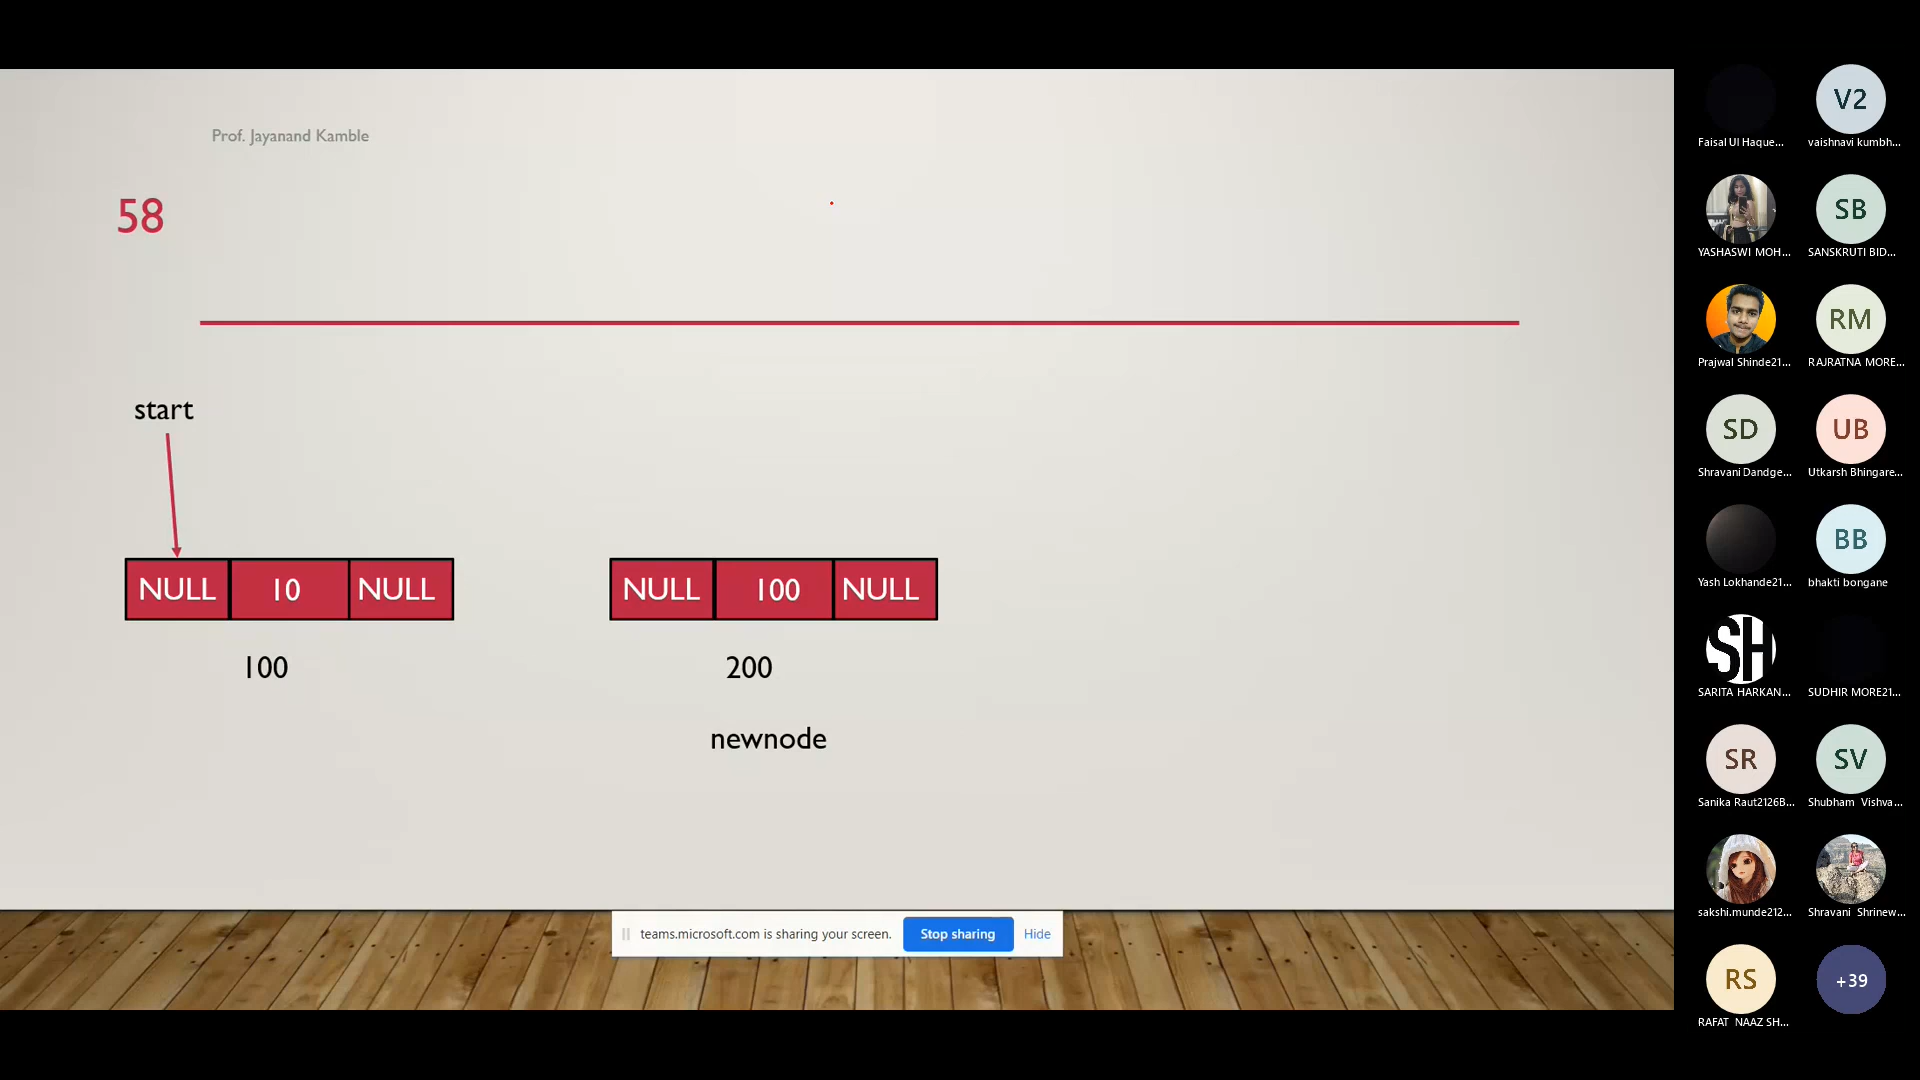 Prof. Jayanand Kamble
58
start
NULL 10 NULL
NULL 100 NULL
100
200
newnode
teams.microsoft.com is sharing your screen. Stop sharing Hide
Faisal Ul Haque...
V2
vaishnavi kumbh...
YASHASWI MOH...
SB
SANSKRUTI BID...
Prajwal Shinde21...
RM
RAJRATNA MORE...
SD
Shravani Dandge...
UB
Utkarsh Bhingare...
Yash Lokhande21...
BB
bhakti bongane
SH
SARITA HARKAN...
SUDHIR MORE21...
SR
Sanika Raut2126B...
SV
Shubham Vishva...
sakshi.munde212...
Shravani Shrinew...
RS
RAFAT NAAZ SH...
+39